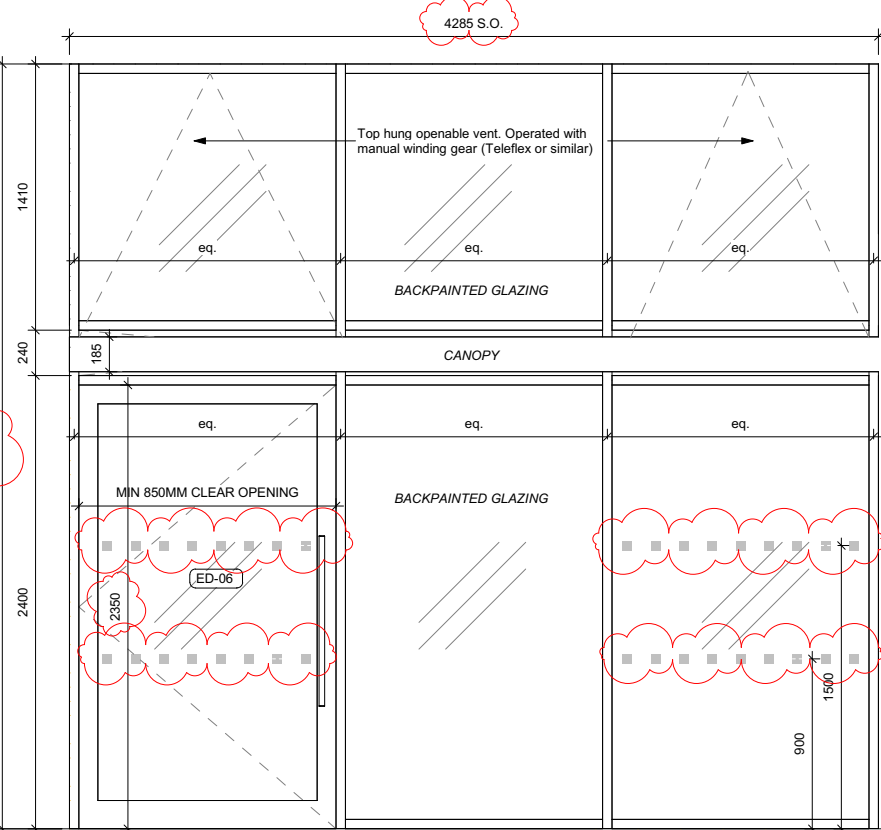 4285 S.O.
Top hung openable vent. Operated with
manual winding gear (Teleflex or similar)
1410
eq.
eq.
eq.
BACKPAINTED GLAZING
240
185
CANOPY
eq.
eq.
eq.
MIN 850MM CLEAR OPENING
BACKPAINTED GLAZING
ED-06
2400
2350
1500
900